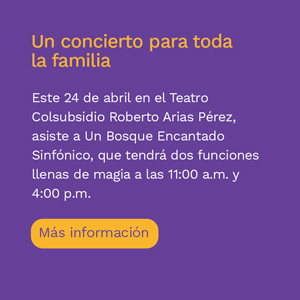 Un concierto para toda
la familia
Este 24 de abril en el Teatro
Colsubsidio Roberto Arias Pérez,
asiste a Un Bosque Encantado
Sinfónico, que tendrá dos funciones
llenas de magia a las 11:00 a.m. y
4:00 p.m.
Más información